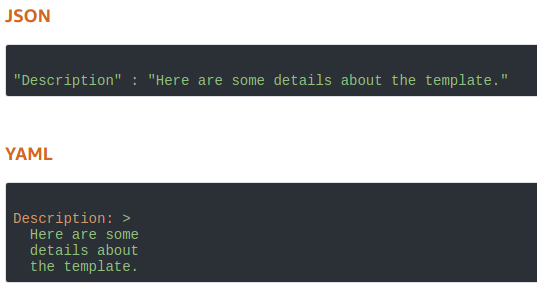 JSON
"Description" : "Here are some details about the template."
YAML
Description: >
  Here are some
  details about
  the template.